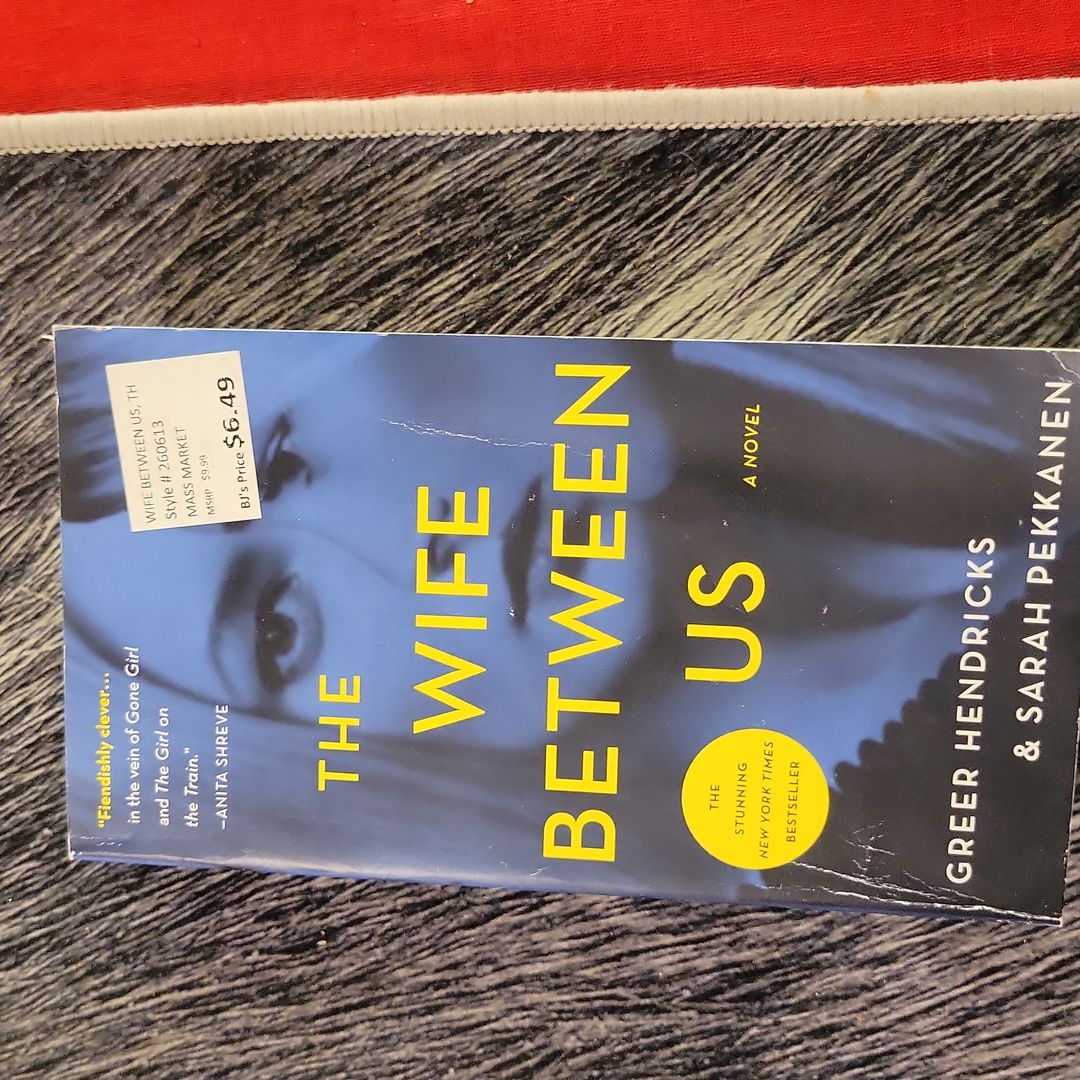 "Fiendishly clever...
in the vein of Gone Girl
and The Girl on
the Train."
—ANITA SHREVE
WIFE BETWEEN US, TH
Style # 260613
MASS MARKET
MSRP $9.99
BJ's Price $6.49
THE
WIFE
BETWEEN
US
A NOVEL
THE
STUNNING
NEW YORK TIMES
BESTSELLER
GREER HENDRICKS
& SARAH PEKKANEN